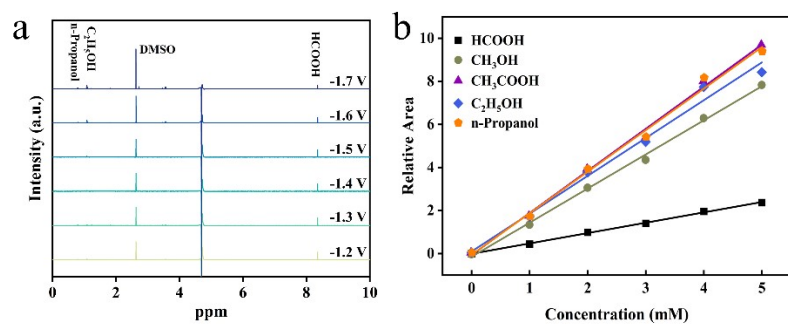 a
n-Propanol
C₂H₅OH
DMSO
HCOOH
-1.7 V
-1.6 V
-1.5 V
-1.4 V
-1.3 V
-1.2 V
Intensity (a.u.)
0 2 4 6 8 10
ppm
b
HCOOH
CH₃OH
CH₃COOH
C₂H₅OH
n-Propanol
Relative Area
10
8
6
4
2
0
0 1 2 3 4 5
Concentration (mM)